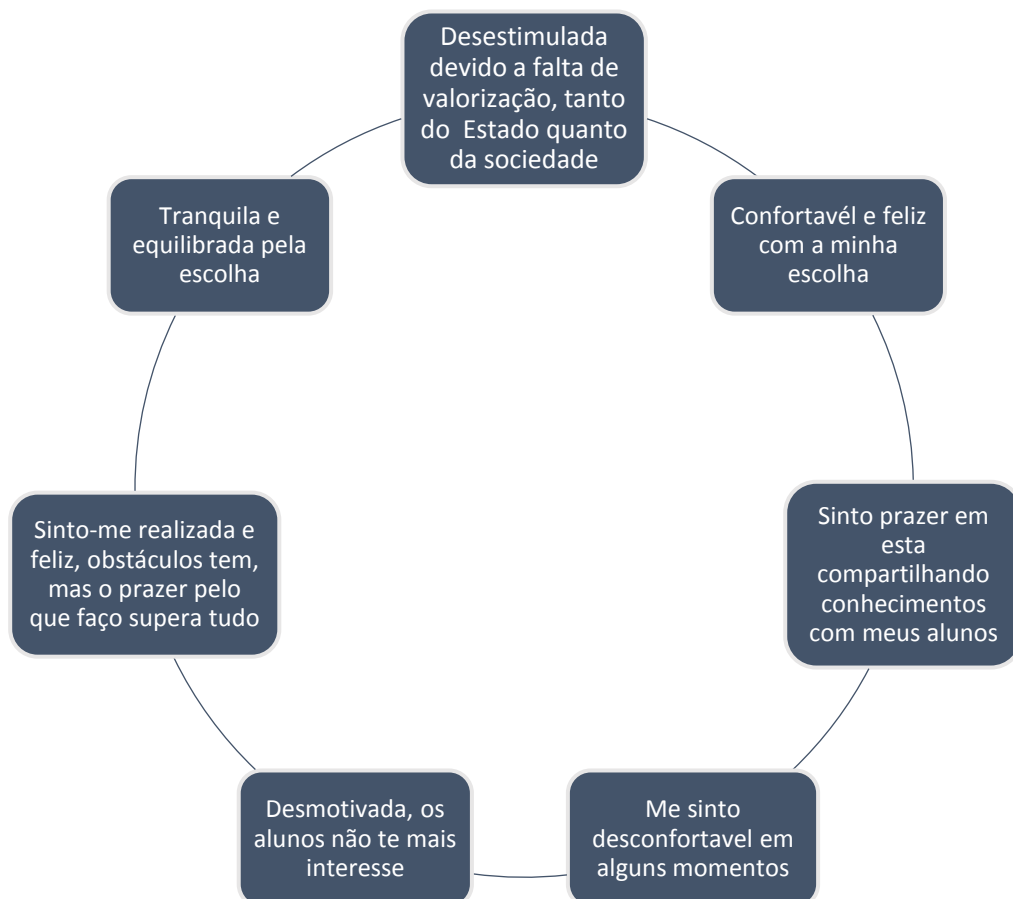 Desestimulada
devido a falta de
valorização, tanto
do Estado quanto
da sociedade
Confortavél e feliz
com a minha
escolha
Sinto prazer em
esta
compartilhando
conhecimentos
com meus alunos
Me sinto
desconfortavel em
alguns momentos
Desmotivada, os
alunos não te mais
interesse
Sinto-me realizada e
feliz, obstáculos tem,
mas o prazer pelo
que faço supera tudo
Tranquila e
equilibrada pela
escolha